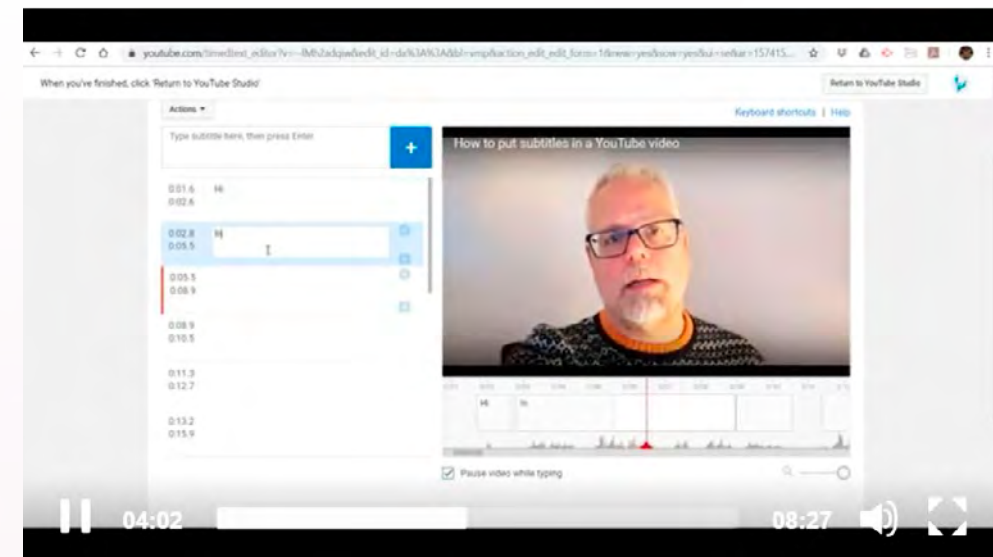 When you've finished, click 'Return to YouTube Studio'
Return to YouTube Studio
Actions
Keyboard shortcuts | Help
Type subtitle here, then press Enter
+
How to put subtitles in a YouTube video
0:01.6 Hi
0:02.6
0:02.8
0:05.5
0:05.5
0:08.9
0:08.9
0:10.5
0:11.3
0:12.7
0:13.2
0:15.9
Hi
Pause video while typing
04:02
08:27